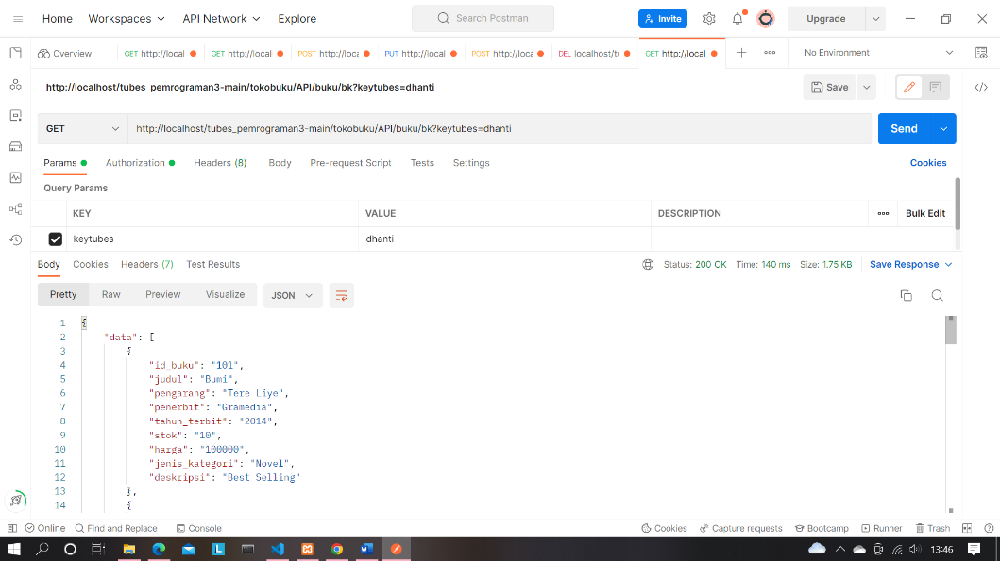 Home Workspaces API Network Explore Search Postman Invite Upgrade
Overview GET http://local GET http://local POST http://loca PUT http://local POST http://loca DEL localhost/tu GET http://local No Environment
http://localhost/tubes_pemrograman3-main/tokobuku/API/buku/bk?keytubes=dhanti Save
GET http://localhost/tubes_pemrograman3-main/tokobuku/API/buku/bk?keytubes=dhanti Send
Params Authorization Headers (8) Body Pre-request Script Tests Settings Cookies
Query Params
KEY VALUE DESCRIPTION Bulk Edit
keytubes dhanti
Body Cookies Headers (7) Test Results Status: 200 OK Time: 140 ms Size: 1.75 KB Save Response
Pretty Raw Preview Visualize JSON
1 {
2 "data": [
3 {
4 "id_buku": "101",
5 "judul": "Bumi",
6 "pengarang": "Tere Liye",
7 "penerbit": "Gramedia",
8 "tahun_terbit": "2014",
9 "stok": "10",
10 "harga": "100000",
11 "jenis_kategori": "Novel",
12 "deskripsi": "Best Selling"
13 },
14 {
Online Find and Replace Console Cookies Capture requests Bootcamp Runner Trash
13:46